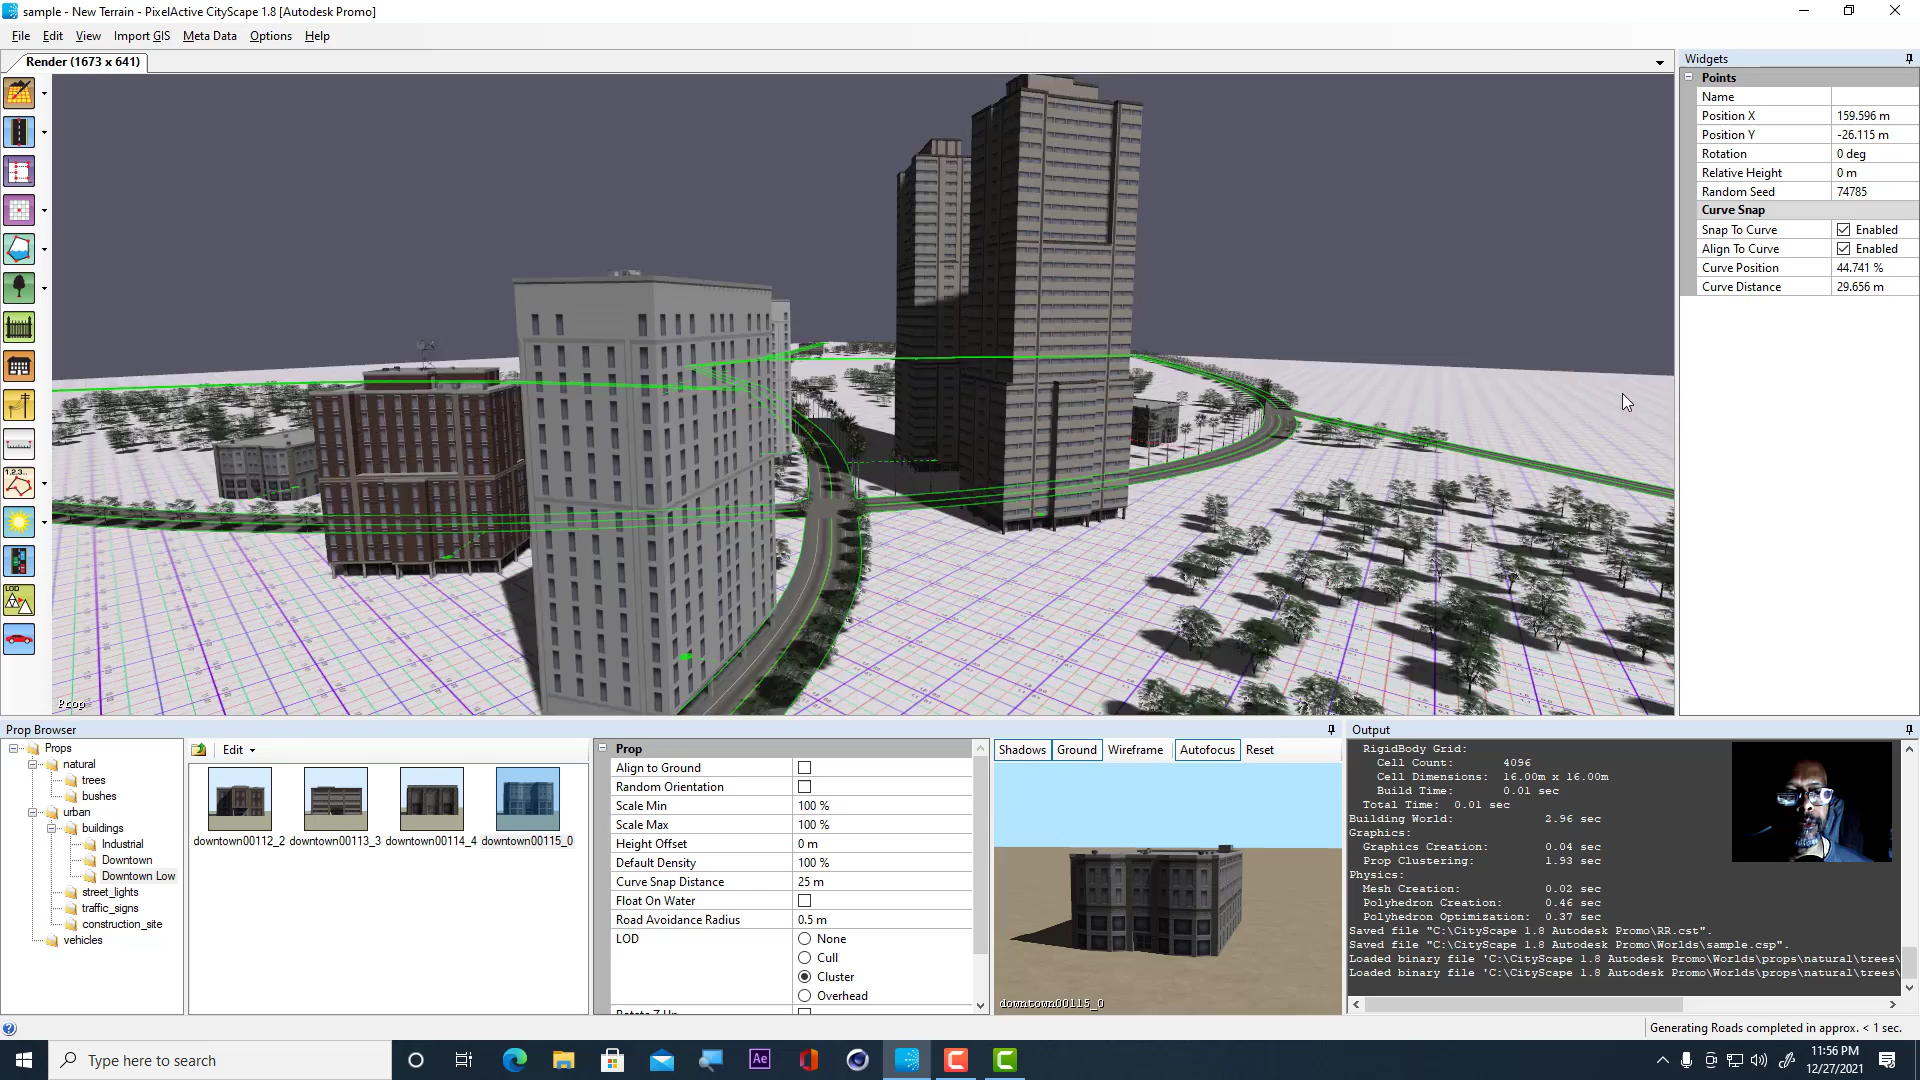 sample - New Terrain - PixelActive CityScape 1.8 [Autodesk Promo]
File Edit View Import GIS Meta Data Options Help
Render (1673 x 641)
Widgets
Points
Name
Position X 159.596 m
Position Y -26.115 m
Rotation 0 deg
Relative Height 0 m
Random Seed 74785
Curve Snap
Snap To Curve Enabled
Align To Curve Enabled
Curve Position 44.741 %
Curve Distance 29.656 m
1,2,3...
LOD
Prop
Prop Browser
Props
natural
trees
bushes
urban
buildings
Industrial
Downtown
Downtown Low
street_lights
traffic_signs
construction_site
vehicles
Edit
downtown00112_2 downtown00113_3 downtown00114_4 downtown00115_0
Prop
Align to Ground
Random Orientation
Scale Min 100 %
Scale Max 100 %
Height Offset 0 m
Default Density 100 %
Curve Snap Distance 25 m
Float On Water
Road Avoidance Radius 0.5 m
LOD None
Cull
Cluster
Overhead
Rotate Z Up
Shadows Ground Wireframe Autofocus Reset
downtown00115_0
Output
RigidBody Grid:
Cell Count: 4096
Cell Dimensions: 16.00m x 16.00m
Build Time: 0.01 sec
Total Time: 0.01 sec
Building World: 2.96 sec
Graphics:
Graphics Creation: 0.04 sec
Prop Clustering: 1.93 sec
Physics:
Mesh Creation: 0.02 sec
Polyhedron Creation: 0.46 sec
Polyhedron Optimization: 0.37 sec
Saved file "C:\CityScape 1.8 Autodesk Promo\RR.cst".
Saved file "C:\CityScape 1.8 Autodesk Promo\Worlds\sample.csp".
Loaded binary file 'C:\CityScape 1.8 Autodesk Promo\Worlds\props\natural\trees\
Loaded binary file 'C:\CityScape 1.8 Autodesk Promo\Worlds\props\natural\trees\
Generating Roads completed in approx. < 1 sec.
Type here to search
Ae
11:56 PM
12/27/2021